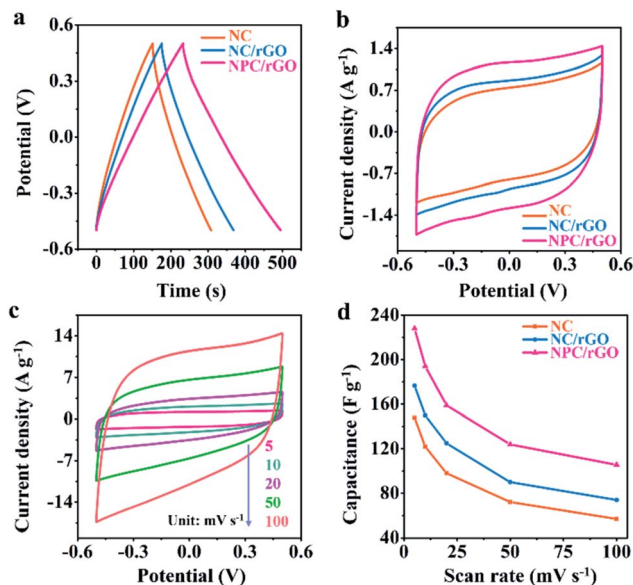 a
NC
NC/rGO
NPC/rGO
0.6
0.3
0.0
-0.3
-0.6
Potential (V)
0 100 200 300 400 500
Time (s)
b
1.4
0.7
0.0
-0.7
-1.4
Current density (A g⁻¹)
NC
NC/rGO
NPC/rGO
-0.6 -0.3 0.0 0.3 0.6
Potential (V)
c
14
7
0
-7
-14
Current density (A g⁻¹)
5
10
20
50
100
Unit: mV s⁻¹
-0.6 -0.3 0.0 0.3 0.6
Potential (V)
d
NC
NC/rGO
NPC/rGO
240
200
160
120
80
40
Capacitance (F g⁻¹)
0 25 50 75 100
Scan rate (mV s⁻¹)